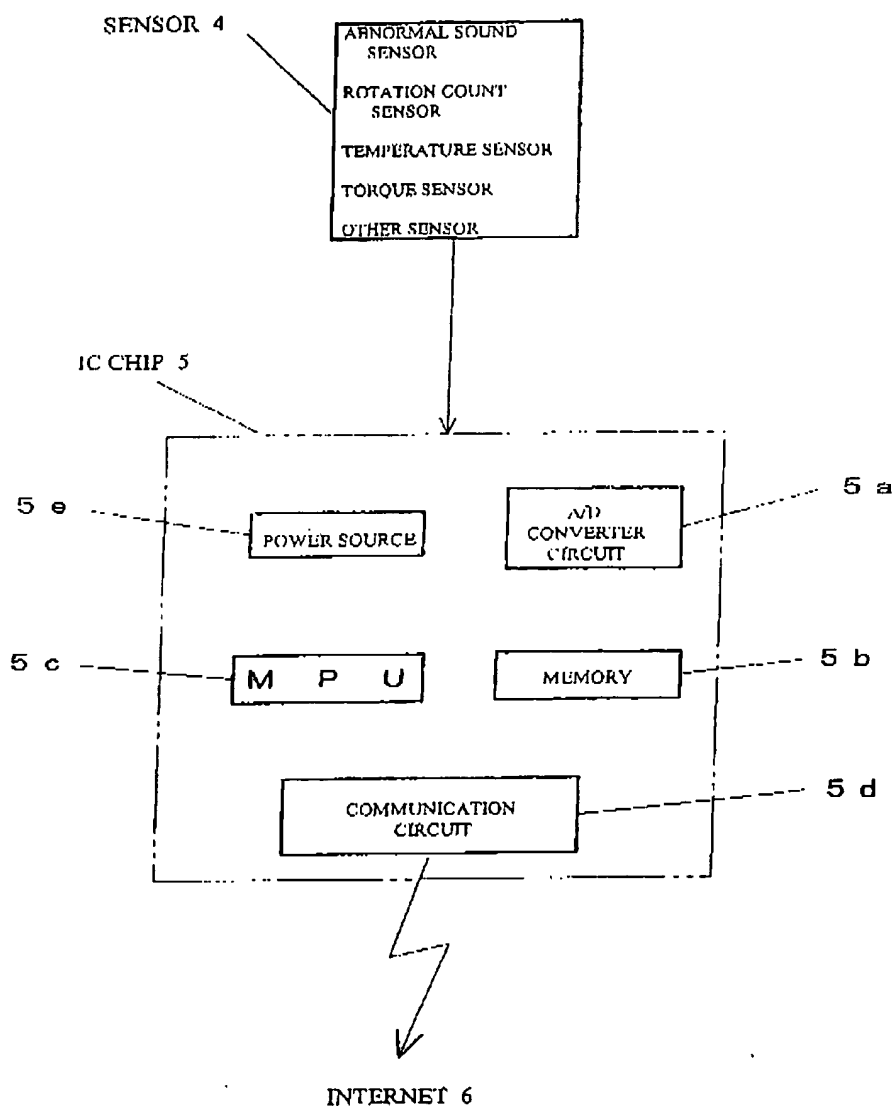 SENSOR 4
ABNORMAL SOUND
SENSOR
ROTATION COUNT
SENSOR
TEMPERATURE SENSOR
TORQUE SENSOR
OTHER SENSOR
IC CHIP 5
5 e
POWER SOURCE
A/D
CONVERTER
CIRCUIT
5 a
5 c
M P U
MEMORY
5 b
COMMUNICATION
CIRCUIT
5 d
INTERNET 6